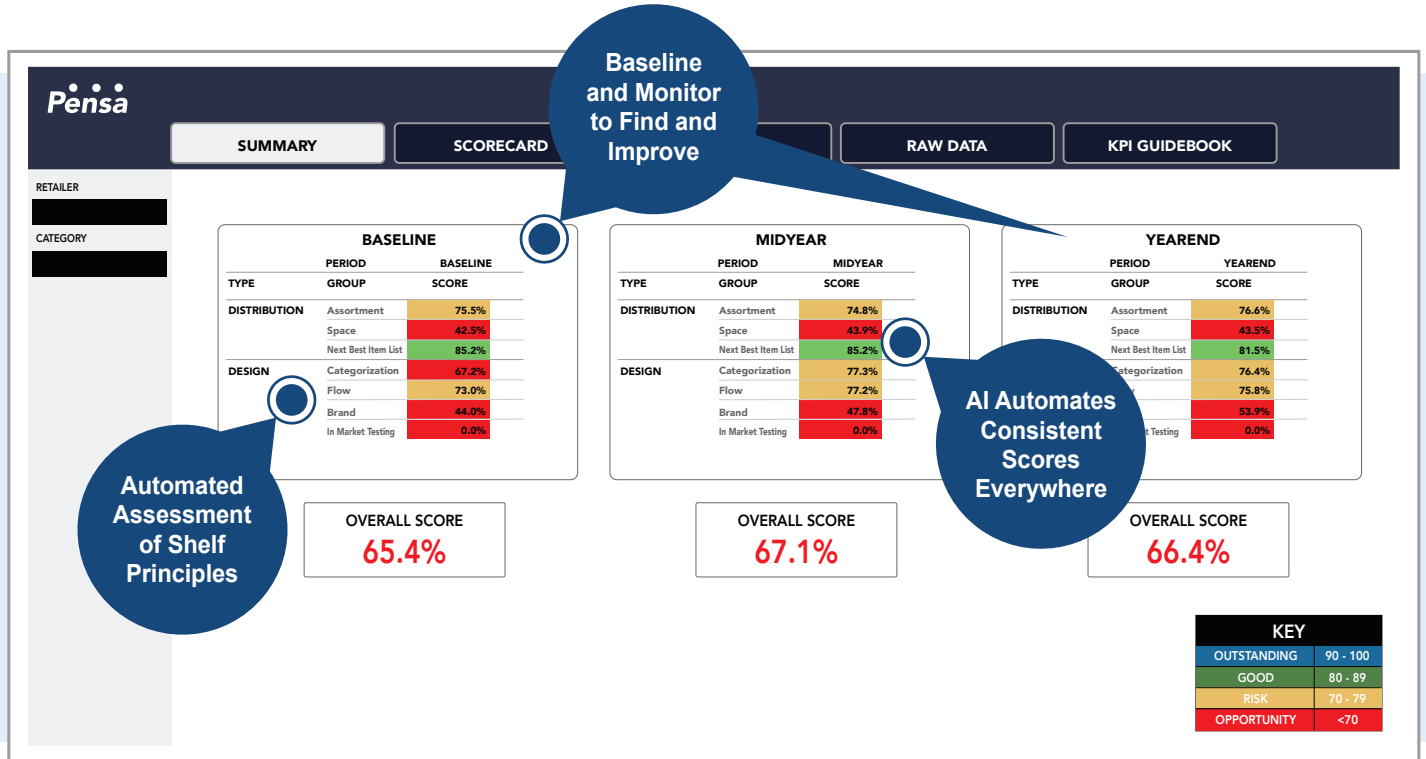 Pensa
SUMMARY
SCORECARD
RAW DATA
KPI GUIDEBOOK
Baseline
and Monitor
to Find and
Improve
RETAILER
CATEGORY
BASELINE
PERIOD BASELINE
TYPE GROUP SCORE
DISTRIBUTION Assortment 75.5%
Space 42.5%
Next Best Item List 85.2%
DESIGN Categorization 67.2%
Flow 73.0%
Brand 44.0%
In Market Testing 0.0%
MIDYEAR
PERIOD MIDYEAR
TYPE GROUP SCORE
DISTRIBUTION Assortment 74.8%
Space 43.9%
Next Best Item List 85.2%
DESIGN Categorization 77.3%
Flow 77.2%
Brand 47.8%
In Market Testing 0.0%
YEAREND
PERIOD YEAREND
TYPE GROUP SCORE
DISTRIBUTION Assortment 76.6%
Space 43.5%
Next Best Item List 81.5%
Categorization 76.4%
75.8%
53.9%
Testing 0.0%
Automated
Assessment
of Shelf
Principles
AI Automates
Consistent
Scores
Everywhere
OVERALL SCORE
65.4%
OVERALL SCORE
67.1%
OVERALL SCORE
66.4%
KEY
OUTSTANDING 90 - 100
GOOD 80 - 89
RISK 70 - 79
OPPORTUNITY <70